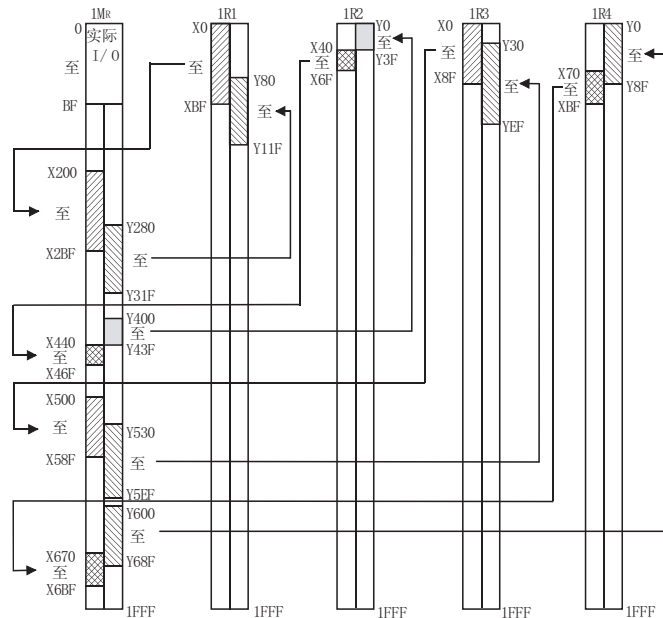 1MR
0
实际
I/O
至
BF
X200
至
X2BF
Y280
至
Y31F
Y400
至
Y43F
X440
至
X46F
X500
至
X58F
Y530
至
Y5EF
Y600
至
Y68F
X670
至
X6BF
1FFF
1R1
X0
至
XBF
Y80
至
Y11F
1FFF
1R2
Y0
至
Y3F
X40
至
X6F
1FFF
1R3
X0
至
X8F
Y30
至
YEF
1FFF
1R4
Y0
至
Y8F
X70
至
XBF
1FFF